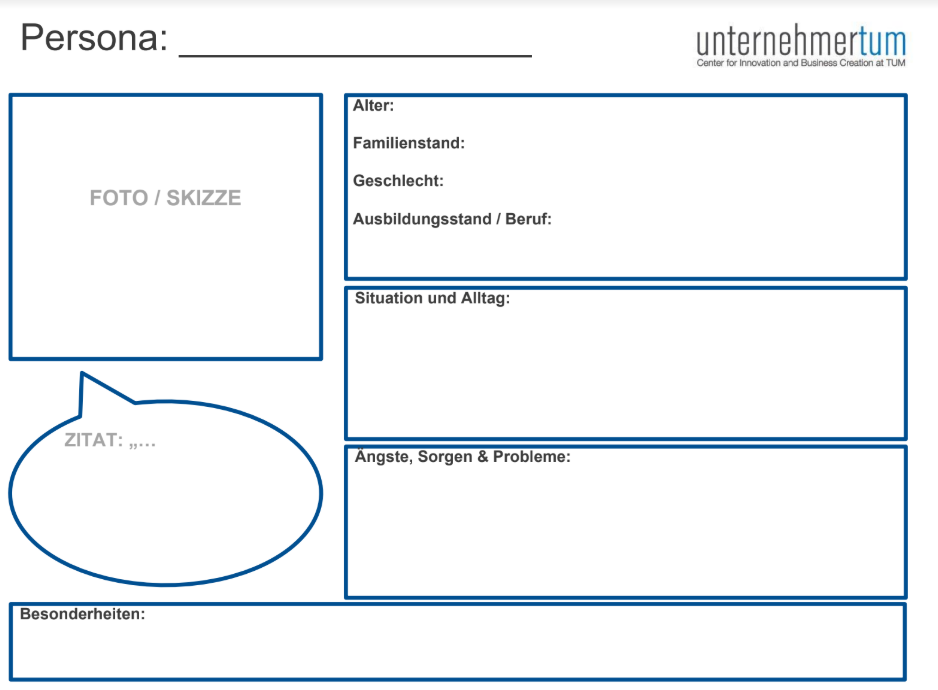 Persona: ____________________
unternehmertum
Center for Innovation and Business Creation at TUM
FOTO / SKIZZE
Alter:
Familienstand:
Geschlecht:
Ausbildungsstand / Beruf:
Situation und Alltag:
ZITAT: „...
Ängste, Sorgen & Probleme:
Besonderheiten: